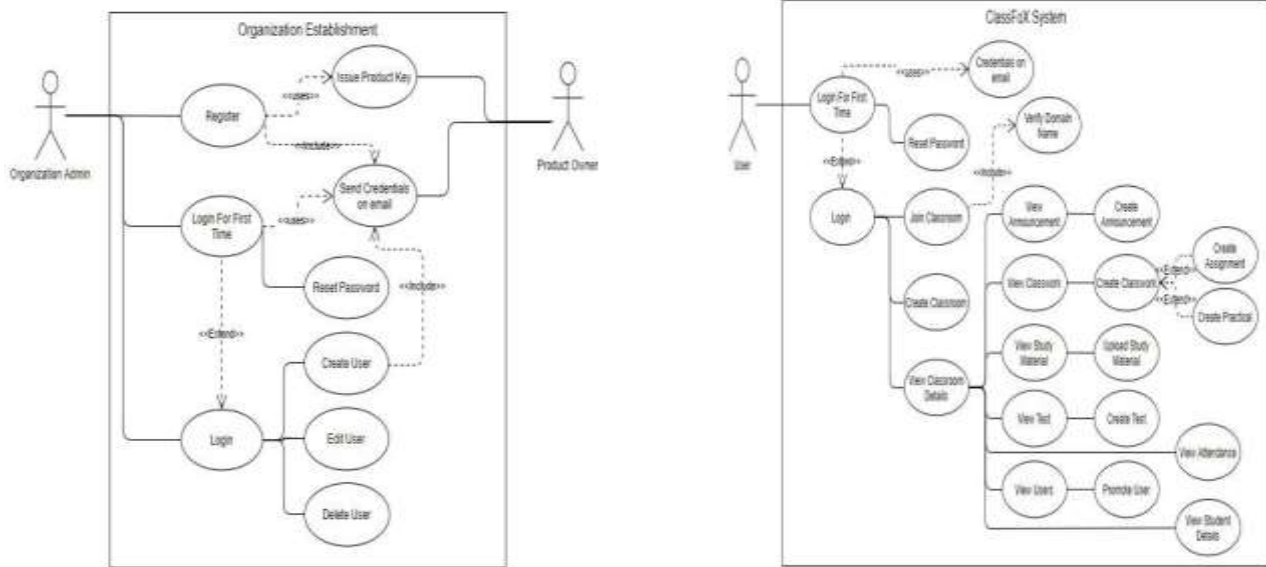 Organization Establishment
Issue Product Key
<<uses>>
Register
<<Include>>
Organization Admin
Product Owner
Send Credentials
on email
Login For First
Time
<<uses>>
Reset Password
<<Include>>
<<Extend>>
Create User
Login
Edit User
Delete User
ClassFoX System
Credentials on
email
<<uses>>
Login For First
Time
Verify Domain
Name
User
Reset Password
<<Extend>>
<<Include>>
Login
Join Classroom
View
Announcement
Create
Announcement
Create
Assignment
<<Extend>>
View Classwork
Create Classwork
Create Classroom
<<Extend>>
Create Practical
View Study
Material
Upload Study
Material
View Classroom
Details
View Test
Create Test
View Attendance
View Users
Promote User
View Student
Details